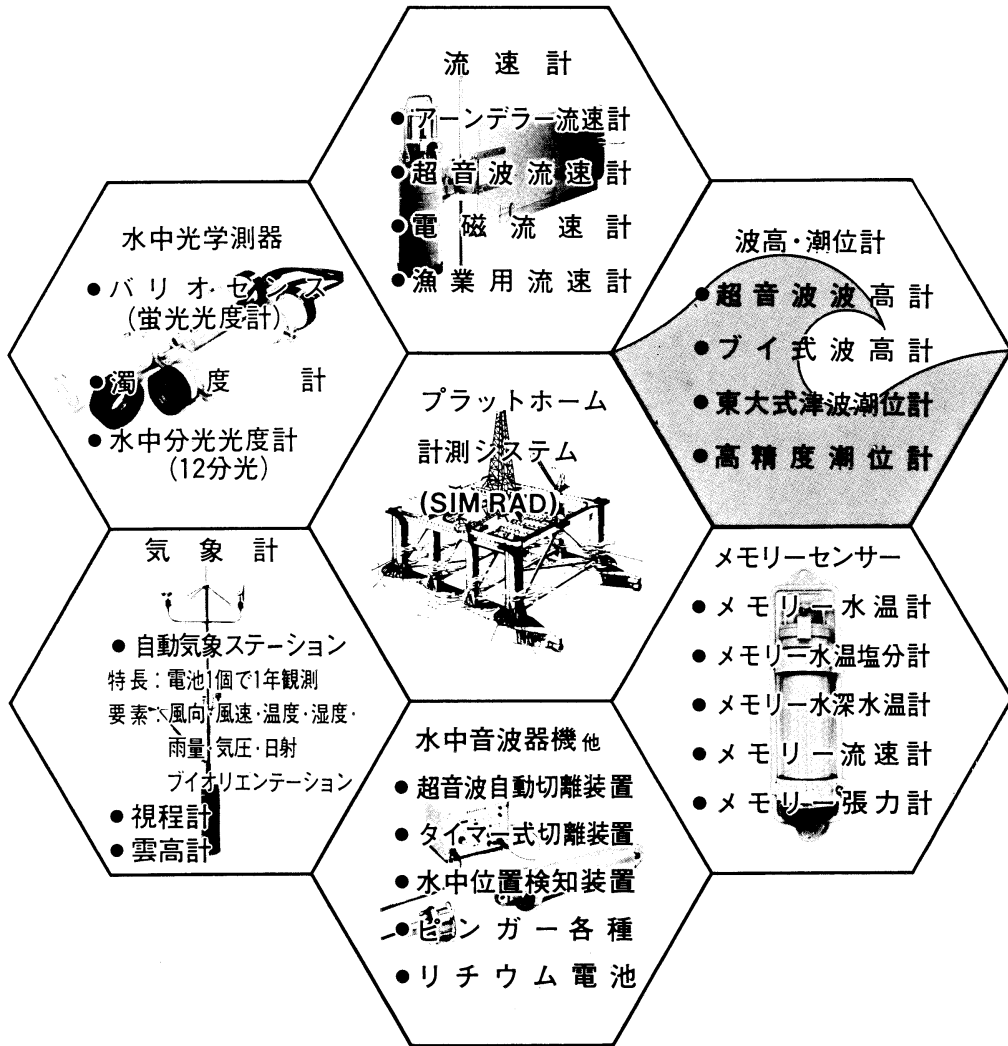 流速計
●アーンデラー流速計
●超音波流速計
●電磁流速計
●漁業用流速計
水中光学測器
●バリオ・センス
(蛍光光度計)
●濁度計
●水中分光光度計
(12分光)
波高・潮位計
●超音波波高計
●ブイ式波高計
●東大式津波潮位計
●高精度潮位計
プラットホーム
計測システム
(SIMRAD)
気象計
●自動気象ステーション
特長：電池1個で1年観測
要素：風向・風速・温度・湿度・
雨量・気圧・日射
ブイオリエンテーション
●視程計
●雲高計
メモリーセンサー
●メモリー水温計
●メモリー水温塩分計
●メモリー水深水温計
●メモリー流速計
●メモリー張力計
水中音波器機他
●超音波自動切離装置
●タイマー式切離装置
●水中位置検知装置
●ピンガー各種
●リチウム電池